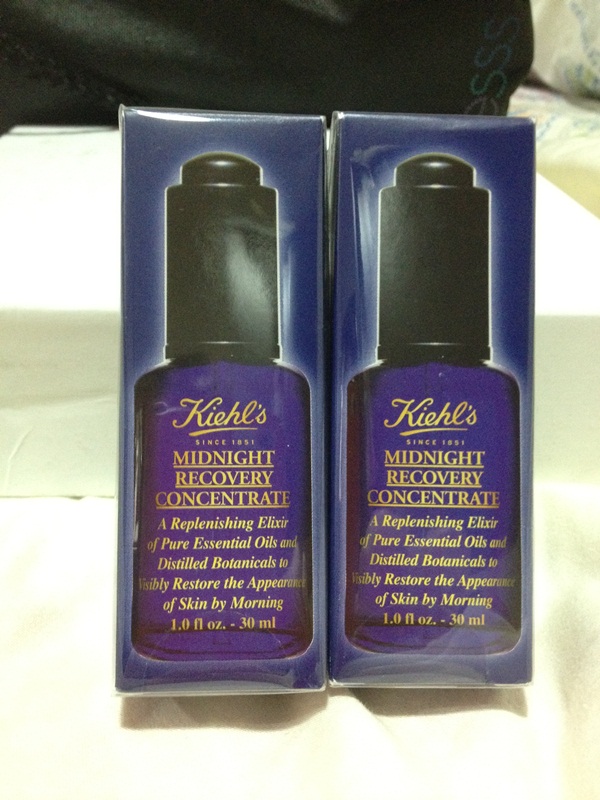 esss
Kiehl's
SINCE 1851
MIDNIGHT
RECOVERY
CONCENTRATE
A Replenishing Elixir
of Pure Essential Oils and
Distilled Botanicals to
Visibly Restore the Appearance
of Skin by Morning
1.0 fl oz. - 30 ml
Kiehl's
SINCE 1851
MIDNIGHT
RECOVERY
CONCENTRATE
A Replenishing Elixir
of Pure Essential Oils and
Distilled Botanicals to
Visibly Restore the Appearance
of Skin by Morning
1.0 fl oz. - 30 ml